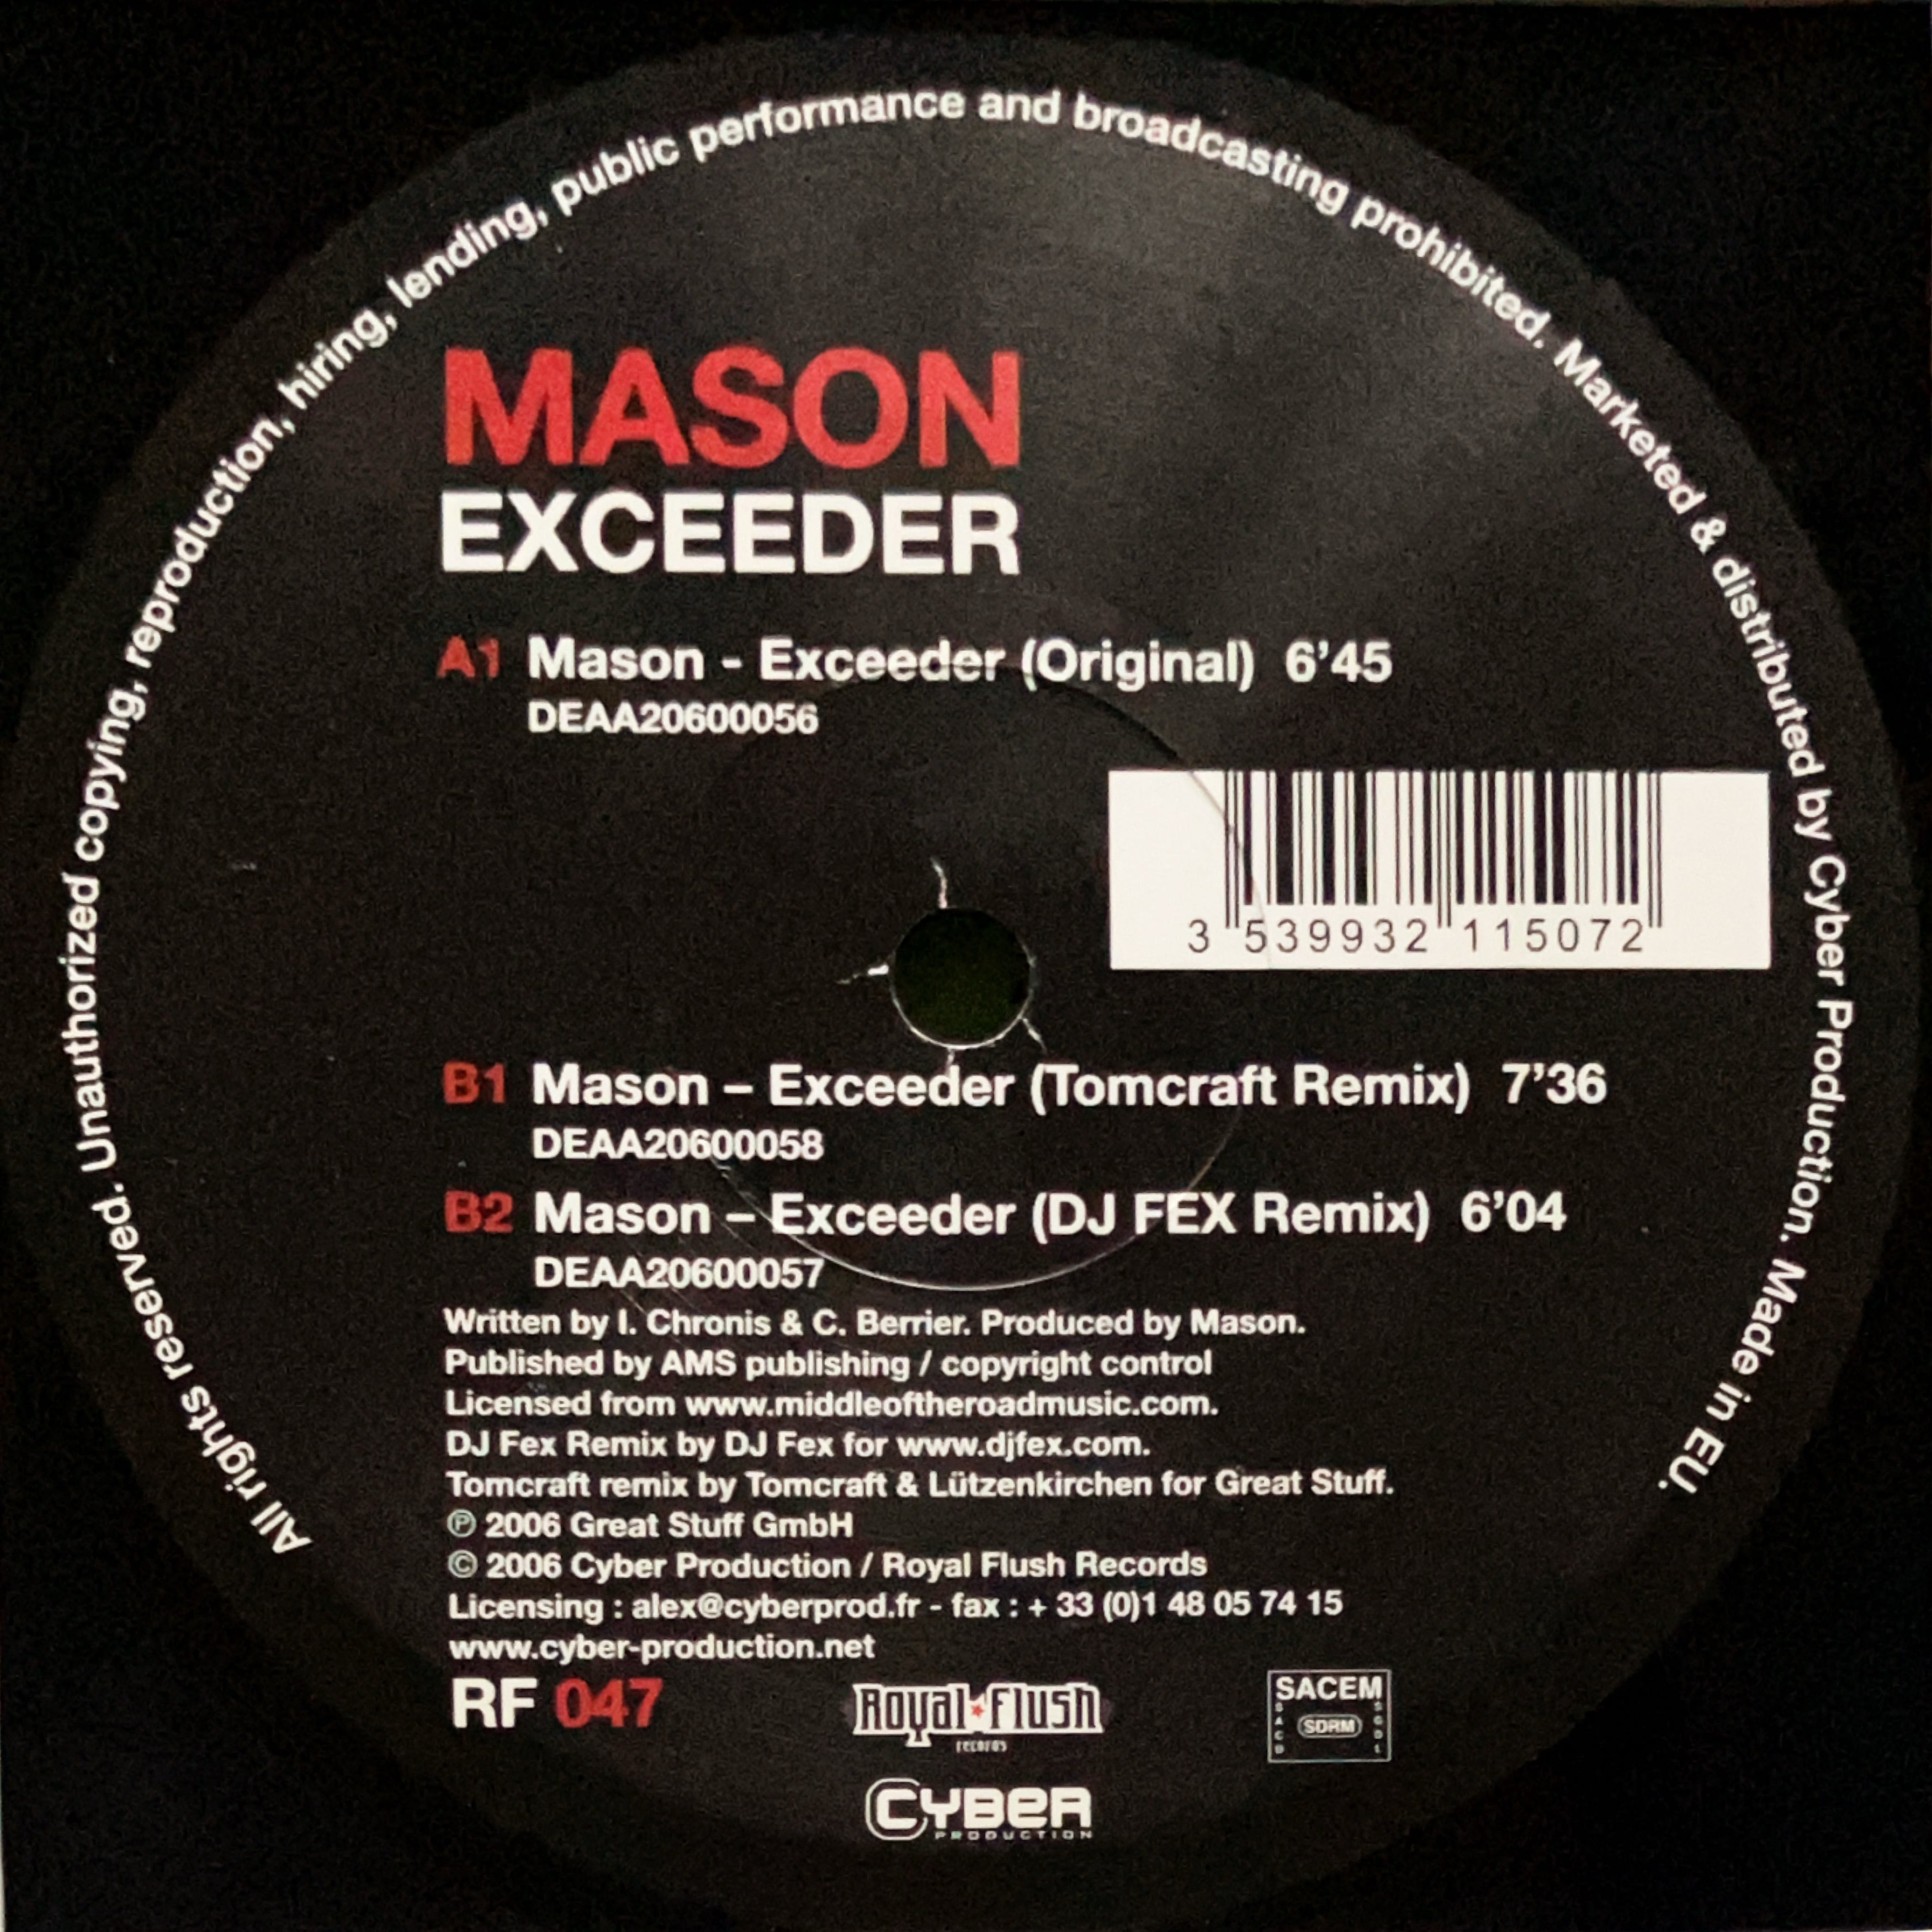 All rights reserved. Unauthorized copying, reproduction, hiring, lending, public performance and broadcasting prohibited. Marketed & distributed by Cyber Production. Made in EU.
MASON
EXCEEDER
A1 Mason - Exceeder (Original) 6'45
DEAA20600056
3 539932 115072
B1 Mason – Exceeder (Tomcraft Remix) 7'36
DEAA20600058
B2 Mason – Exceeder (DJ FEX Remix) 6'04
DEAA20600057
Written by I. Chronis & C. Berrier. Produced by Mason.
Published by AMS publishing / copyright control
Licensed from www.middleoftheroadmusic.com.
DJ Fex Remix by DJ Fex for www.djfex.com.
Tomcraft remix by Tomcraft & Lützenkirchen for Great Stuff.
℗ 2006 Great Stuff GmbH
© 2006 Cyber Production / Royal Flush Records
Licensing : alex@cyberprod.fr - fax : + 33 (0)1 48 05 74 15
www.cyber-production.net
RF 047
Royal Flush
records
SACEM
SACD
SDRM
SGDL
CYBER
PRODUCTION